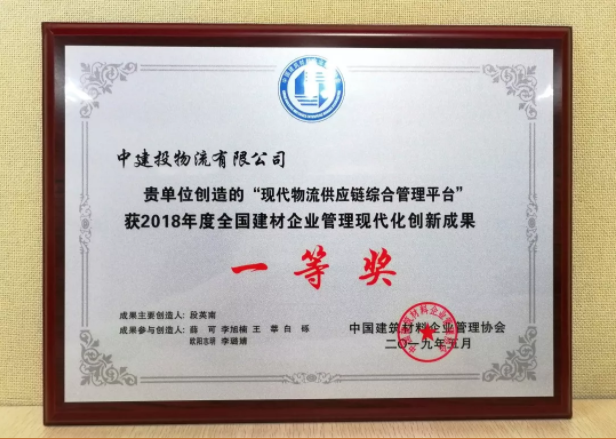 中建投物流有限公司
贵单位创造的“现代物流供应链综合管理平台”
获2018年度全国建材企业管理现代化创新成果
一等奖
成果主要创造人：段英南
成果参与创造人：薛 可 李旭楠 王 攀 白 砾
欧阳志明 李璐婧
中国建筑材料企业管理协会
二〇一九年五月